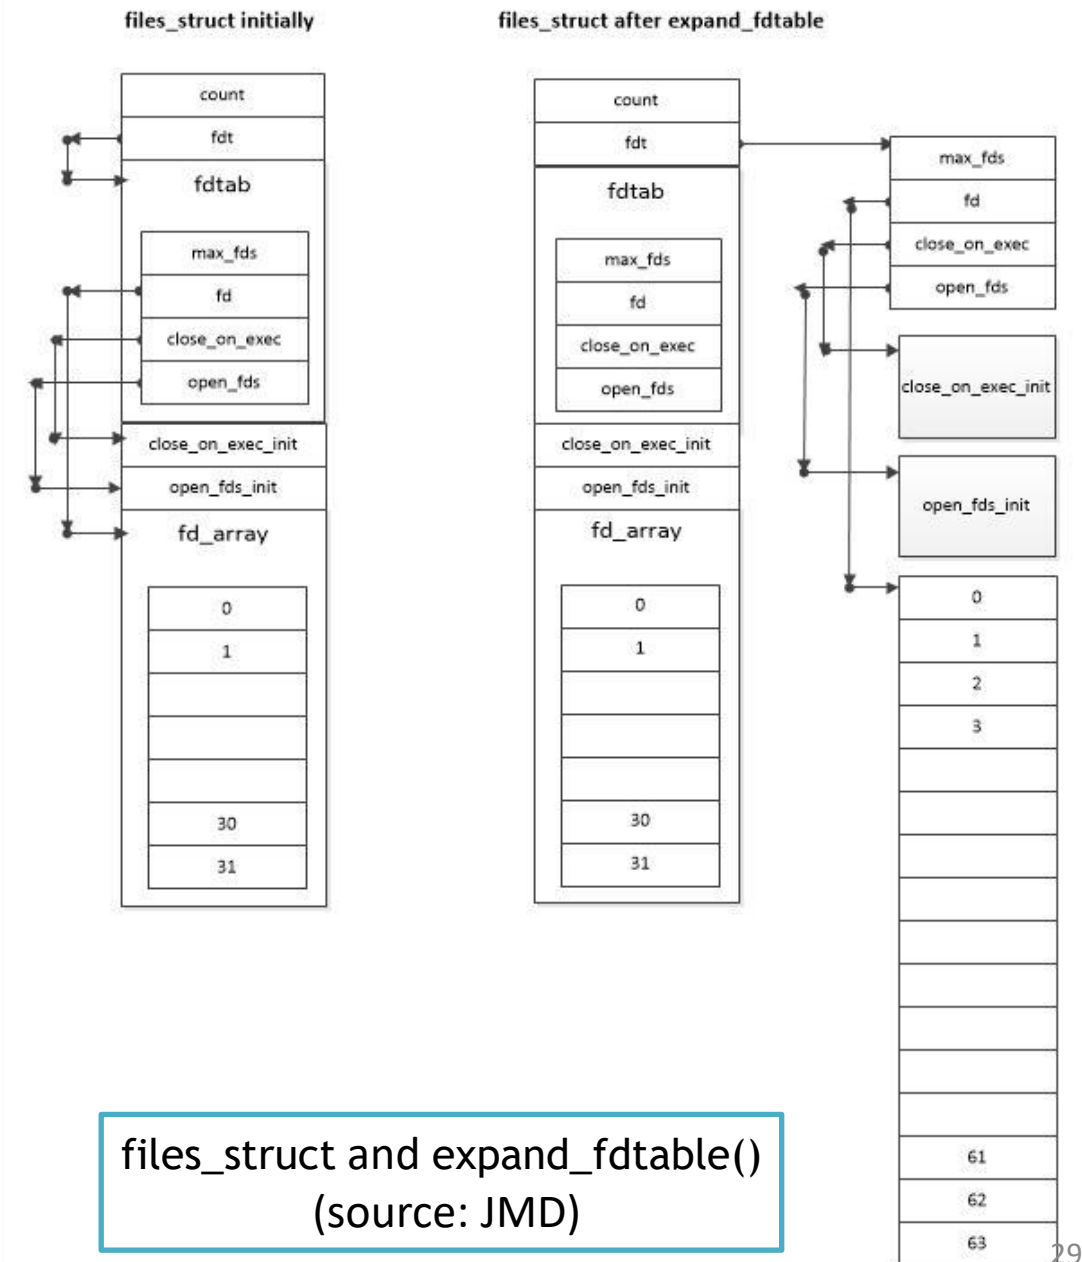 files_struct initially
count
fdt
fdtab
max_fds
fd
close_on_exec
open_fds
close_on_exec_init
open_fds_init
fd_array
0
1
30
31
files_struct after expand_fdtable
count
fdt
fdtab
max_fds
fd
close_on_exec
open_fds
close_on_exec_init
open_fds_init
fd_array
0
1
30
31
max_fds
fd
close_on_exec
open_fds
close_on_exec_init
open_fds_init
0
1
2
3
61
62
63
files_struct and expand_fdtable()
(source: JMD)
29